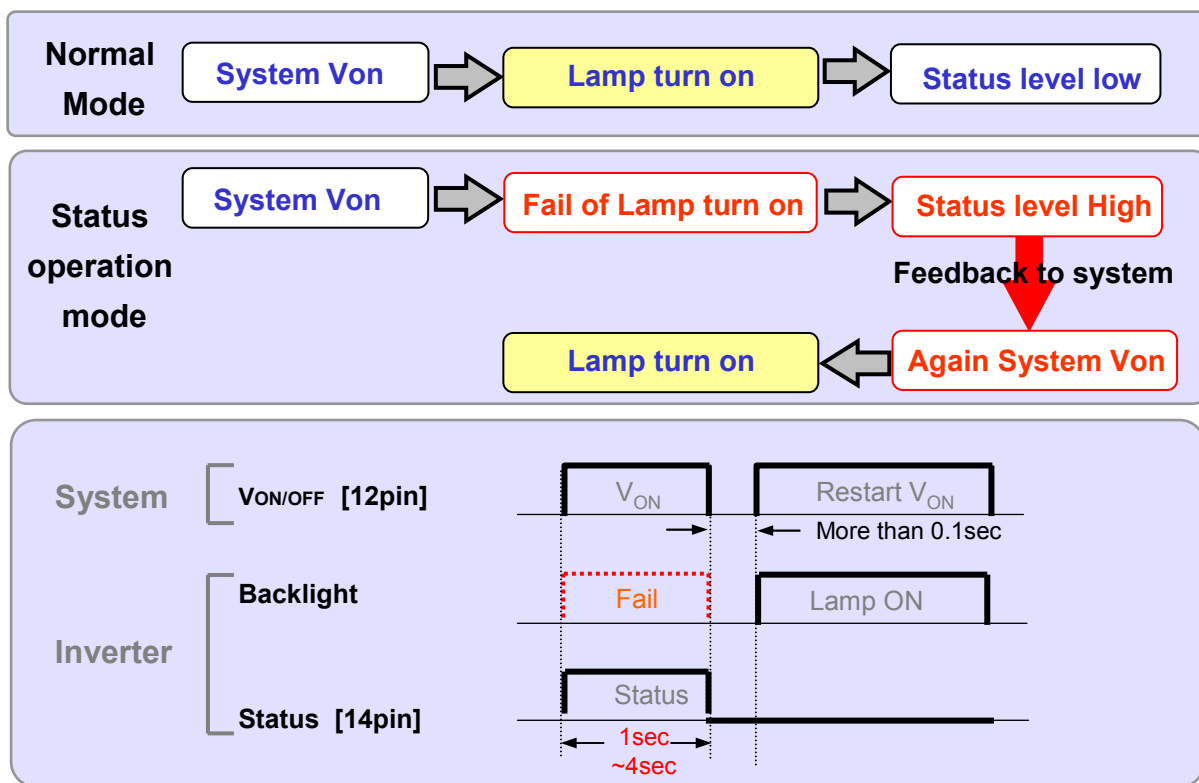 Normal
Mode
System Von
Lamp turn on
Status level low
Status
operation
mode
System Von
Fail of Lamp turn on
Status level High
Feedback to system
Lamp turn on
Again System Von
System
VON/OFF [12pin]
VON
Restart VON
More than 0.1sec
Inverter
Backlight
Fail
Lamp ON
Status [14pin]
Status
1sec
~4sec